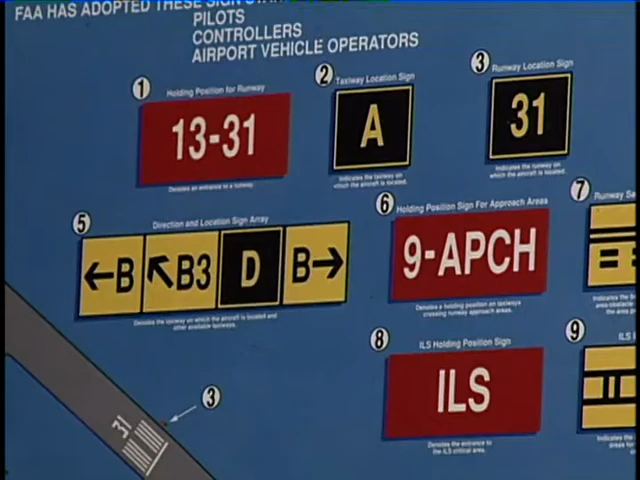 FAA HAS ADOPTED THESE SIGN
PILOTS
CONTROLLERS
AIRPORT VEHICLE OPERATORS
1
Holding Position for Runway
13-31
Denotes an entrance to a runway.
2
Taxiway Location Sign
A
Indicates the taxiway on
which the aircraft is located.
3
Runway Location Sign
31
Indicates the runway on
which the aircraft is located.
5
Direction and Location Sign Array
←B ↖B3 D B→
Denotes the taxiway on which the aircraft is located and
other available taxiways.
6
Holding Position Sign For Approach Areas
9-APCH
Denotes a holding position on taxiways
crossing runway approach areas.
7
Runway Sa
8
ILS Holding Position Sign
ILS
Denotes the entrance to
the ILS critical area.
9
ILS
3
31